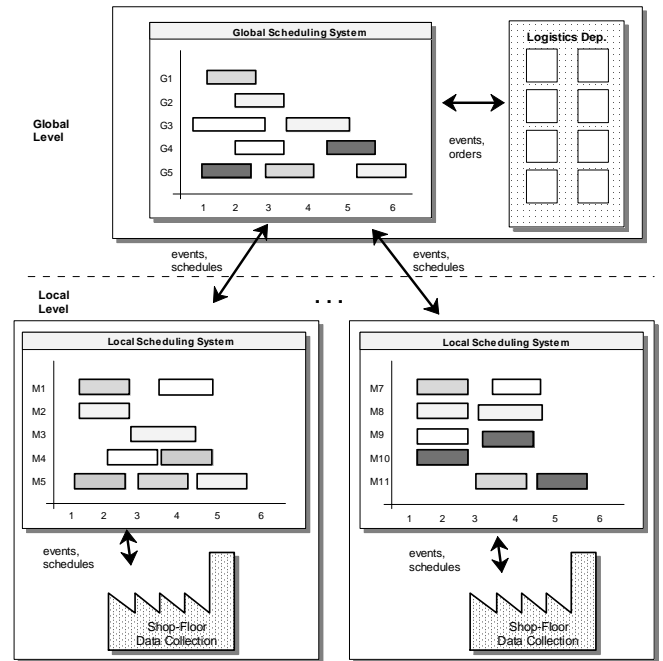 Global Scheduling System
Logistics Dep.
G1
G2
G3
G4
G5
1 2 3 4 5 6
Global
Level
events,
orders
events,
schedules
events,
schedules
Local
Level
. . .
Local Scheduling System
M1
M2
M3
M4
M5
1 2 3 4 5 6
events,
schedules
Shop-Floor
Data Collection
Local Scheduling System
M7
M8
M9
M10
M11
1 2 3 4 5 6
events,
schedules
Shop-Floor
Data Collection